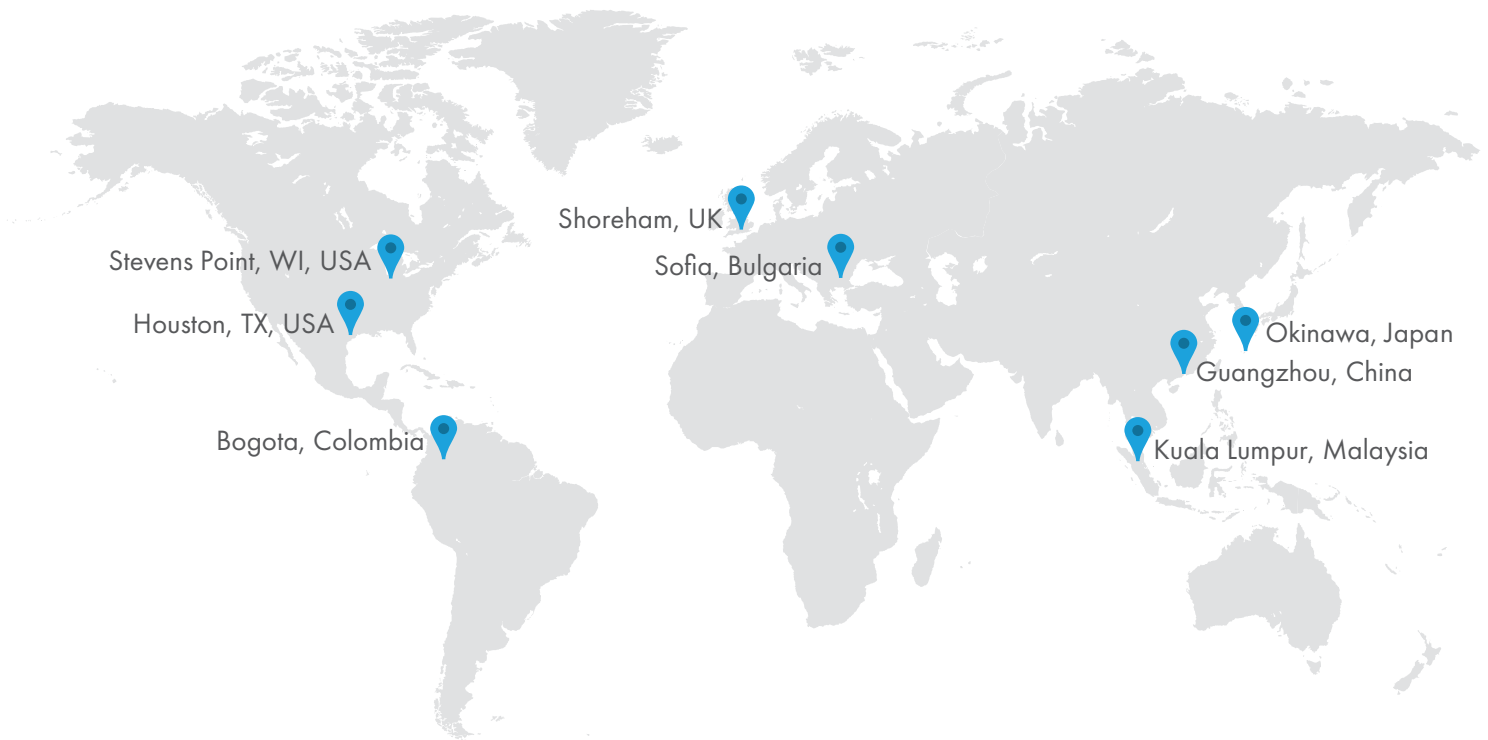 Shoreham, UK
Stevens Point, WI, USA
Sofia, Bulgaria
Houston, TX, USA
Okinawa, Japan
Guangzhou, China
Bogota, Colombia
Kuala Lumpur, Malaysia